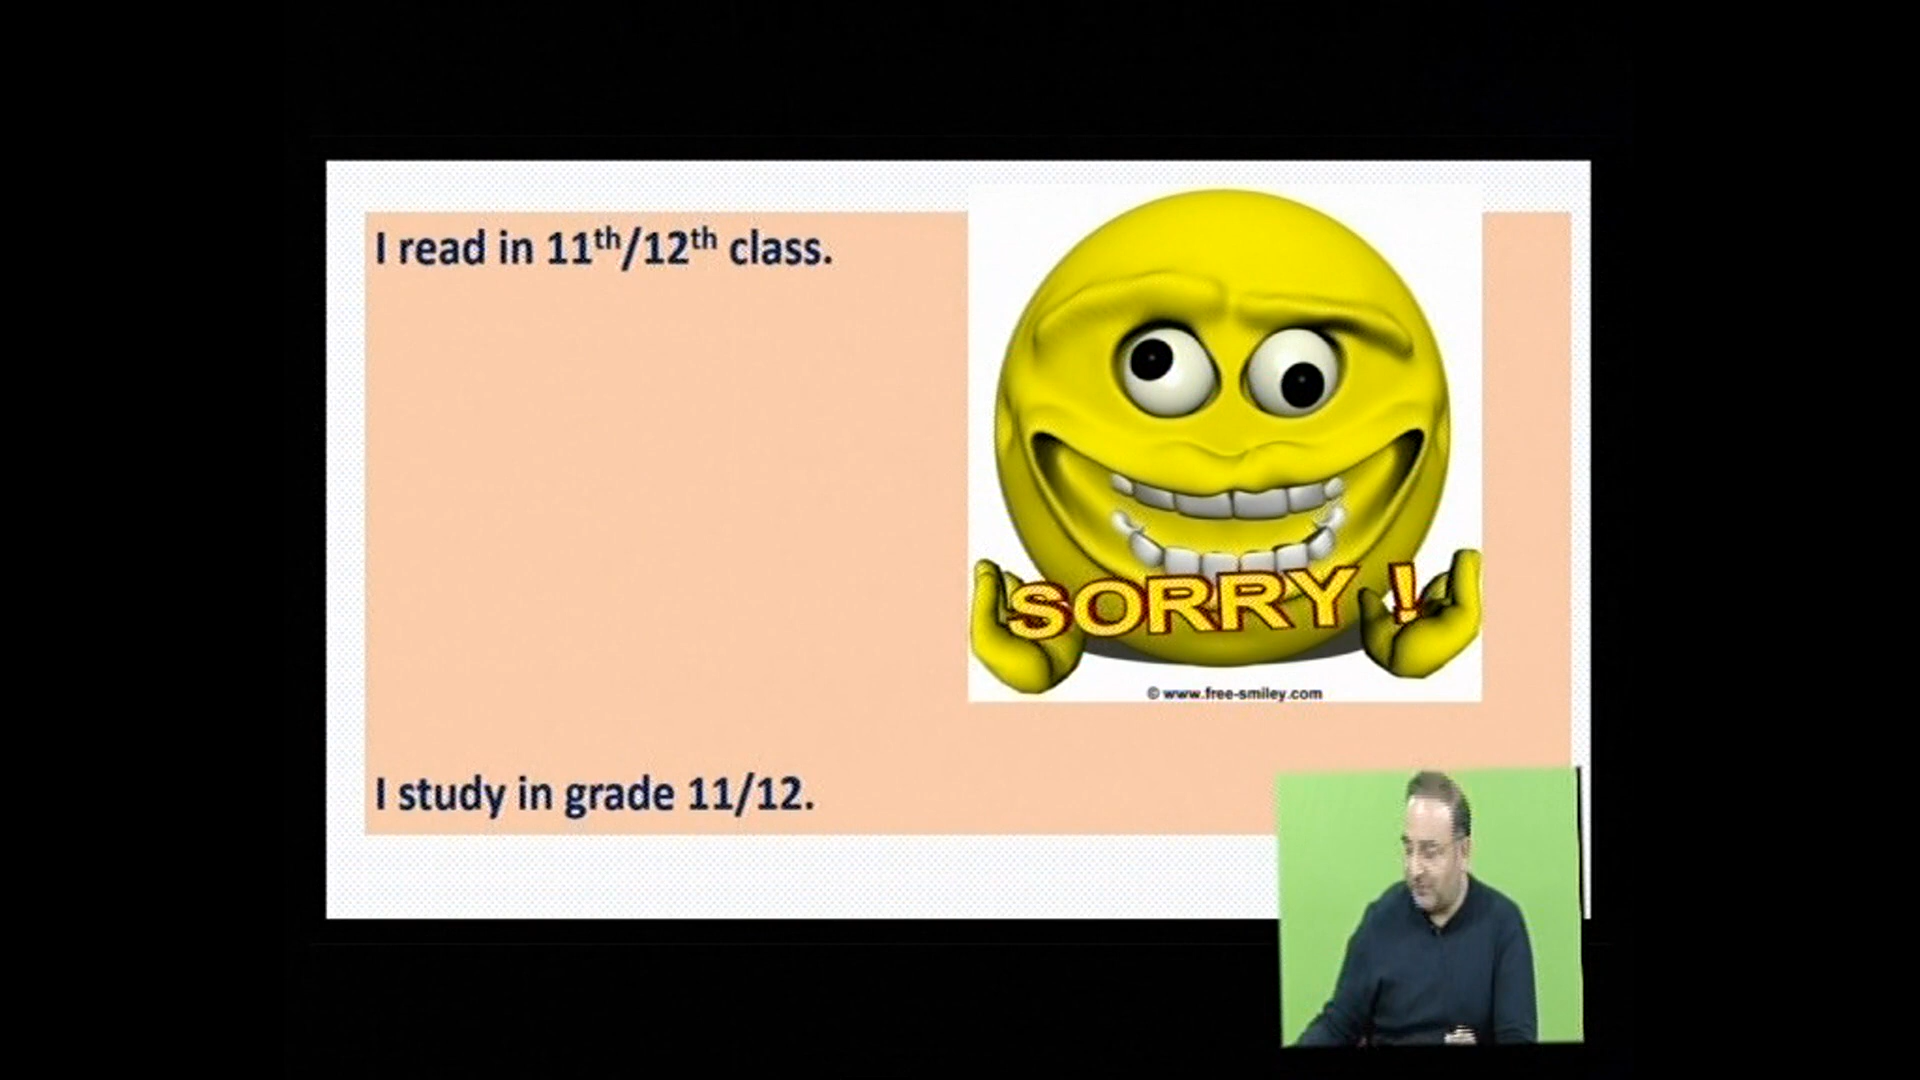 I read in 11th/12th class.
SORRY !
© www.free-smiley.com
I study in grade 11/12.